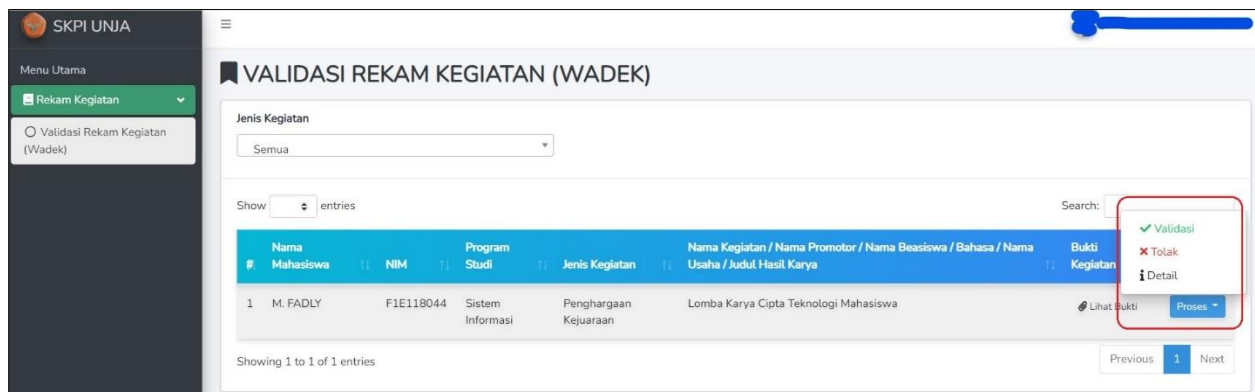 SKPI UNJA
Menu Utama
Rekam Kegiatan
Validasi Rekam Kegiatan
(Wadek)
VALIDASI REKAM KEGIATAN (WADEK)
Jenis Kegiatan
Semua
Show entries
Search:
Validasi
Tolak
Detail
# Nama Mahasiswa NIM Program Studi Jenis Kegiatan Nama Kegiatan / Nama Promotor / Nama Beasiswa / Bahasa / Nama Usaha / Judul Hasil Karya Bukti Kegiatan
1 M. FADLY F1E118044 Sistem Informasi Penghargaan Kejuaraan Lomba Karya Cipta Teknologi Mahasiswa Lihat Bukti Proses
Showing 1 to 1 of 1 entries
Previous 1 Next